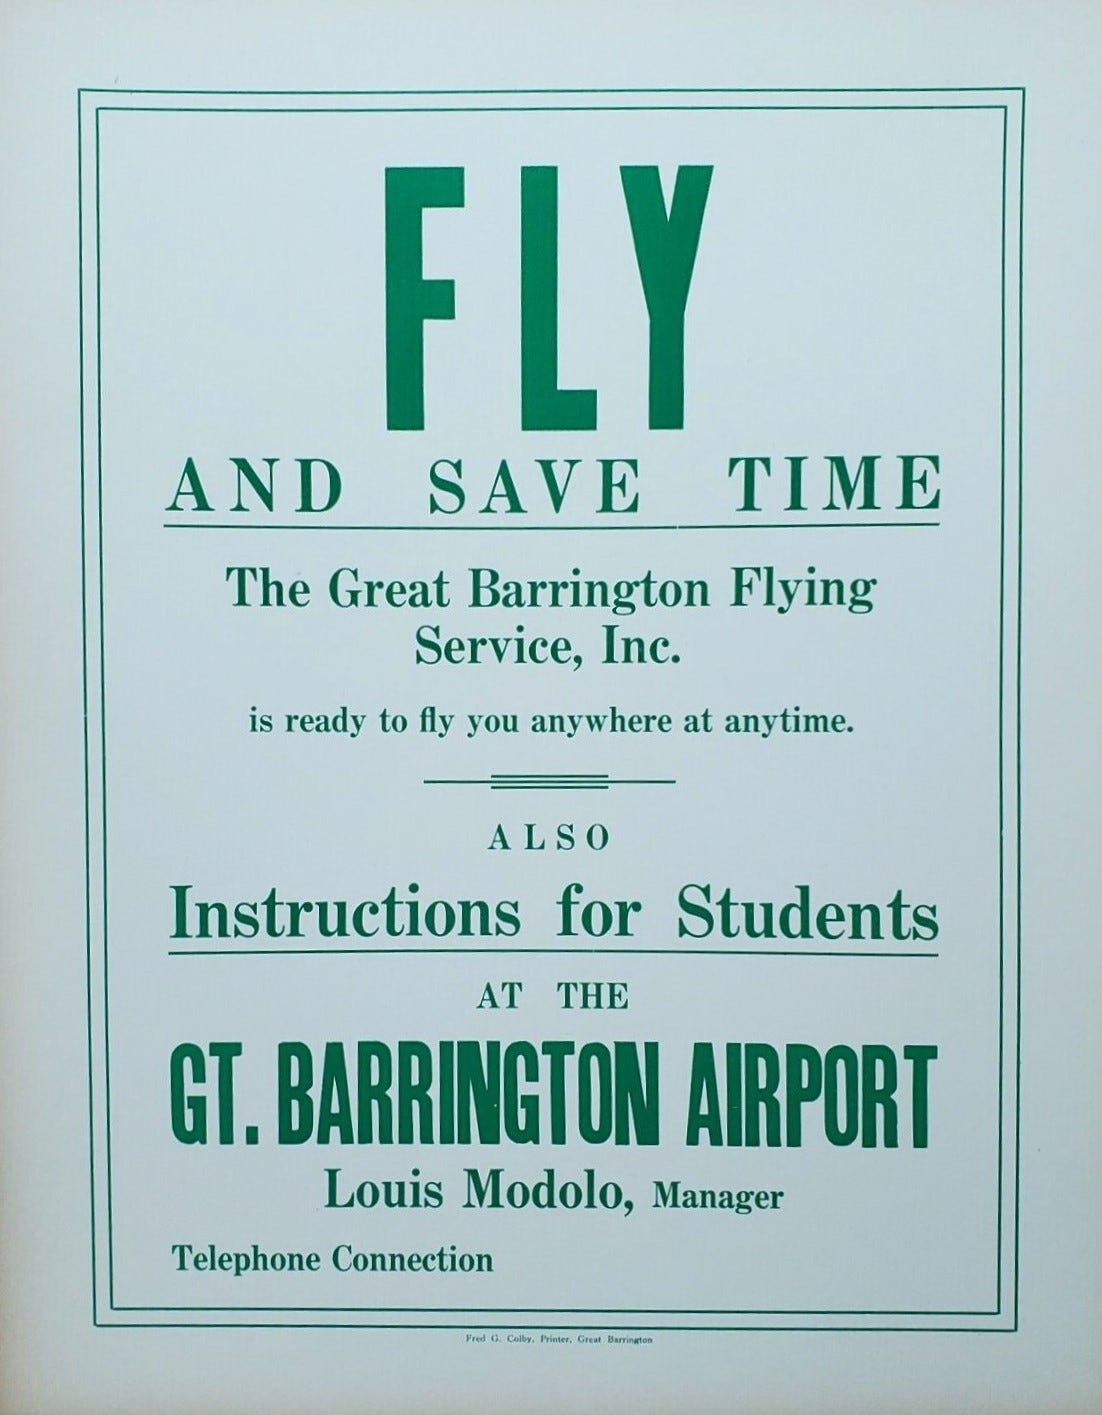 FLY
AND SAVE TIME
The Great Barrington Flying
Service, Inc.
is ready to fly you anywhere at anytime.
ALSO
Instructions for Students
AT THE
GT. BARRINGTON AIRPORT
Louis Modolo, Manager
Telephone Connection
Fred G. Colby, Printer, Great Barrington